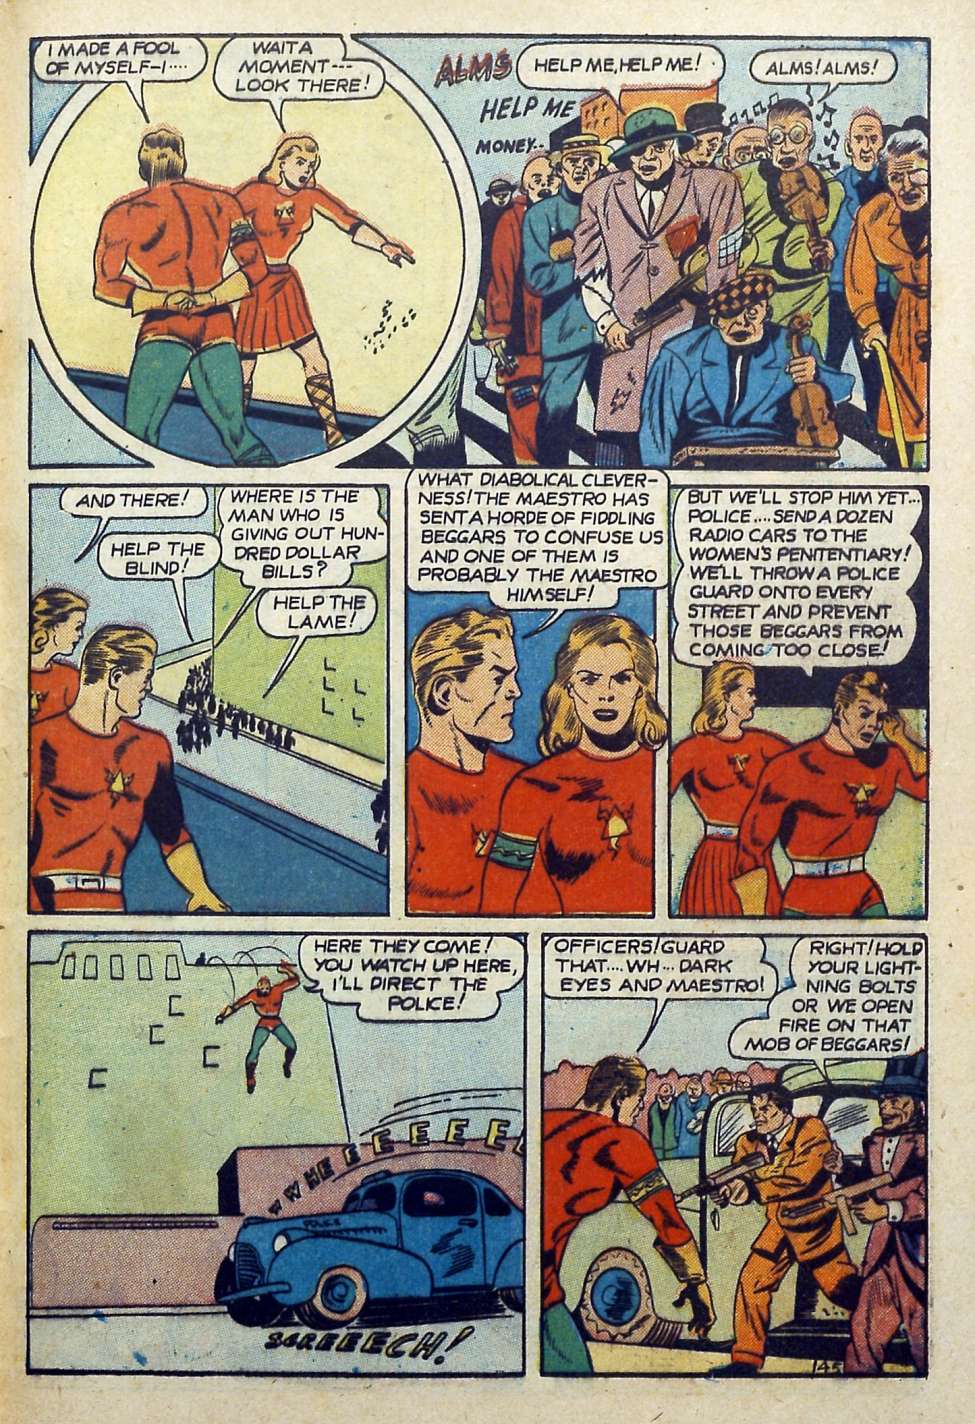 I MADE A FOOL
OF MYSELF-I....
WAIT A
MOMENT---
LOOK THERE!
ALMS
HELP ME
MONEY..
HELP ME, HELP ME!
ALMS! ALMS!
AND THERE!
HELP THE
BLIND!
WHERE IS THE
MAN WHO IS
GIVING OUT HUN-
DRED DOLLAR
BILLS?
HELP THE
LAME!
WHAT DIABOLICAL CLEVER-
NESS! THE MAESTRO HAS
SENT A HORDE OF FIDDLING
BEGGARS TO CONFUSE US
AND ONE OF THEM IS
PROBABLY THE MAESTRO
HIMSELF!
BUT WE'LL STOP HIM YET...
POLICE.... SEND A DOZEN
RADIO CARS TO THE
WOMEN'S PENITENTIARY!
WE'LL THROW A POLICE
GUARD ONTO EVERY
STREET AND PREVENT
THOSE BEGGARS FROM
COMING TOO CLOSE!
HERE THEY COME!
YOU WATCH UP HERE,
I'LL DIRECT THE
POLICE!
WWHEEEEEEE
POLICE
SCREEECH!
OFFICERS! GUARD
THAT.... WH... DARK
EYES AND MAESTRO!
RIGHT! HOLD
YOUR LIGHT-
NING BOLTS
OR WE OPEN
FIRE ON THAT
MOB OF BEGGARS!
45